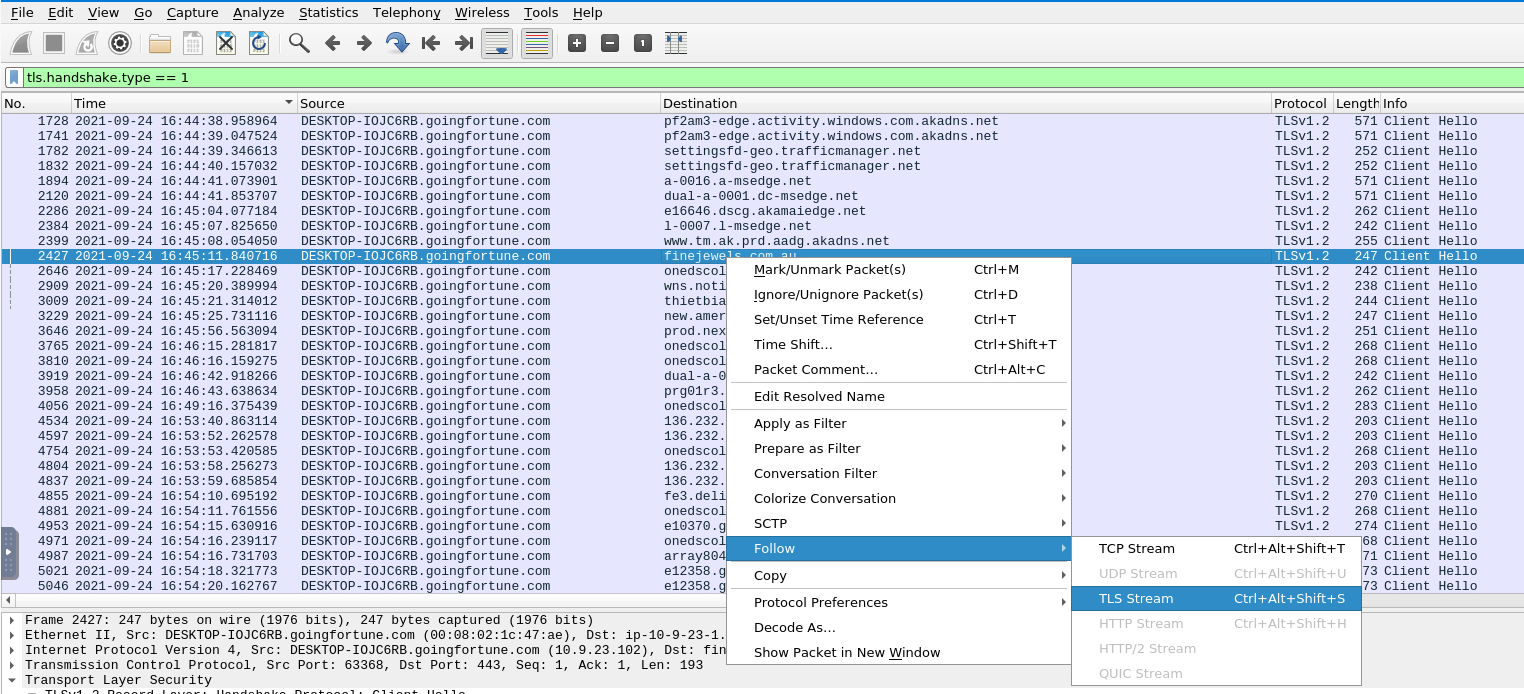 File Edit View Go Capture Analyze Statistics Telephony Wireless Tools Help
tls.handshake.type == 1
No. Time Source Destination Protocol Length Info
1728 2021-09-24 16:44:38.958964 DESKTOP-IOJC6RB.goingfortune.com pf2am3-edge.activity.windows.com.akadns.net TLSv1.2 571 Client Hello
1741 2021-09-24 16:44:39.047524 DESKTOP-IOJC6RB.goingfortune.com pf2am3-edge.activity.windows.com.akadns.net TLSv1.2 571 Client Hello
1782 2021-09-24 16:44:39.346613 DESKTOP-IOJC6RB.goingfortune.com settingsfd-geo.trafficmanager.net TLSv1.2 252 Client Hello
1832 2021-09-24 16:44:40.157032 DESKTOP-IOJC6RB.goingfortune.com settingsfd-geo.trafficmanager.net TLSv1.2 252 Client Hello
1894 2021-09-24 16:44:41.073901 DESKTOP-IOJC6RB.goingfortune.com a-0016.a-msedge.net TLSv1.2 571 Client Hello
2120 2021-09-24 16:44:41.853707 DESKTOP-IOJC6RB.goingfortune.com dual-a-0001.dc-msedge.net TLSv1.2 571 Client Hello
2286 2021-09-24 16:45:04.077184 DESKTOP-IOJC6RB.goingfortune.com e16646.dscg.akamaiedge.net TLSv1.2 262 Client Hello
2384 2021-09-24 16:45:07.825650 DESKTOP-IOJC6RB.goingfortune.com l-0007.l-msedge.net TLSv1.2 242 Client Hello
2399 2021-09-24 16:45:08.054050 DESKTOP-IOJC6RB.goingfortune.com www.tm.ak.prd.aadg.akadns.net TLSv1.2 255 Client Hello
2427 2021-09-24 16:45:11.840716 DESKTOP-IOJC6RB.goingfortune.com finejewels.com.au TLSv1.2 247 Client Hello
2646 2021-09-24 16:45:17.228469 DESKTOP-IOJC6RB.goingfortune.com onedscol TLSv1.2 242 Client Hello
2909 2021-09-24 16:45:20.389994 DESKTOP-IOJC6RB.goingfortune.com wns.noti TLSv1.2 238 Client Hello
3009 2021-09-24 16:45:21.314012 DESKTOP-IOJC6RB.goingfortune.com thietbia TLSv1.2 244 Client Hello
3229 2021-09-24 16:45:25.731116 DESKTOP-IOJC6RB.goingfortune.com new.amer TLSv1.2 247 Client Hello
3646 2021-09-24 16:45:56.563094 DESKTOP-IOJC6RB.goingfortune.com prod.nex TLSv1.2 251 Client Hello
3765 2021-09-24 16:46:15.281817 DESKTOP-IOJC6RB.goingfortune.com onedscol TLSv1.2 268 Client Hello
3810 2021-09-24 16:46:16.159275 DESKTOP-IOJC6RB.goingfortune.com onedscol TLSv1.2 268 Client Hello
3919 2021-09-24 16:46:42.918266 DESKTOP-IOJC6RB.goingfortune.com dual-a-0 TLSv1.2 242 Client Hello
3958 2021-09-24 16:46:43.638634 DESKTOP-IOJC6RB.goingfortune.com prg01r3. TLSv1.2 262 Client Hello
4056 2021-09-24 16:49:16.375439 DESKTOP-IOJC6RB.goingfortune.com onedscol TLSv1.2 283 Client Hello
4534 2021-09-24 16:53:40.863114 DESKTOP-IOJC6RB.goingfortune.com 136.232. TLSv1.2 203 Client Hello
4597 2021-09-24 16:53:52.262578 DESKTOP-IOJC6RB.goingfortune.com 136.232. TLSv1.2 203 Client Hello
4754 2021-09-24 16:53:53.420585 DESKTOP-IOJC6RB.goingfortune.com onedscol TLSv1.2 268 Client Hello
4804 2021-09-24 16:53:58.256273 DESKTOP-IOJC6RB.goingfortune.com 136.232. TLSv1.2 203 Client Hello
4837 2021-09-24 16:53:59.685854 DESKTOP-IOJC6RB.goingfortune.com 136.232. TLSv1.2 203 Client Hello
4855 2021-09-24 16:54:10.695192 DESKTOP-IOJC6RB.goingfortune.com fe3.deli TLSv1.2 270 Client Hello
4881 2021-09-24 16:54:11.761556 DESKTOP-IOJC6RB.goingfortune.com onedscol TLSv1.2 268 Client Hello
4953 2021-09-24 16:54:15.630916 DESKTOP-IOJC6RB.goingfortune.com e10370.g TLSv1.2 274 Client Hello
4971 2021-09-24 16:54:16.239117 DESKTOP-IOJC6RB.goingfortune.com onedscol 68 Client Hello
4987 2021-09-24 16:54:16.731703 DESKTOP-IOJC6RB.goingfortune.com array804 71 Client Hello
5021 2021-09-24 16:54:18.321773 DESKTOP-IOJC6RB.goingfortune.com e12358.g 73 Client Hello
5046 2021-09-24 16:54:20.162767 DESKTOP-IOJC6RB.goingfortune.com e12358.g 73 Client Hello
Mark/Unmark Packet(s) Ctrl+M
Ignore/Unignore Packet(s) Ctrl+D
Set/Unset Time Reference Ctrl+T
Time Shift… Ctrl+Shift+T
Packet Comment… Ctrl+Alt+C
Edit Resolved Name
Apply as Filter
Prepare as Filter
Conversation Filter
Colorize Conversation
SCTP
Follow
Copy
Protocol Preferences
Decode As…
Show Packet in New Window
TCP Stream Ctrl+Alt+Shift+T
UDP Stream Ctrl+Alt+Shift+U
TLS Stream Ctrl+Alt+Shift+S
HTTP Stream Ctrl+Alt+Shift+H
HTTP/2 Stream
QUIC Stream
Frame 2427: 247 bytes on wire (1976 bits), 247 bytes captured (1976 bits)
Ethernet II, Src: DESKTOP-IOJC6RB.goingfortune.com (00:08:02:1c:47:ae), Dst: ip-10-9-23-1.
Internet Protocol Version 4, Src: DESKTOP-IOJC6RB.goingfortune.com (10.9.23.102), Dst: fin
Transmission Control Protocol, Src Port: 63368, Dst Port: 443, Seq: 1, Ack: 1, Len: 193
Transport Layer Security
TLSv1.2 Record Layer: Handshake Protocol: Client Hello